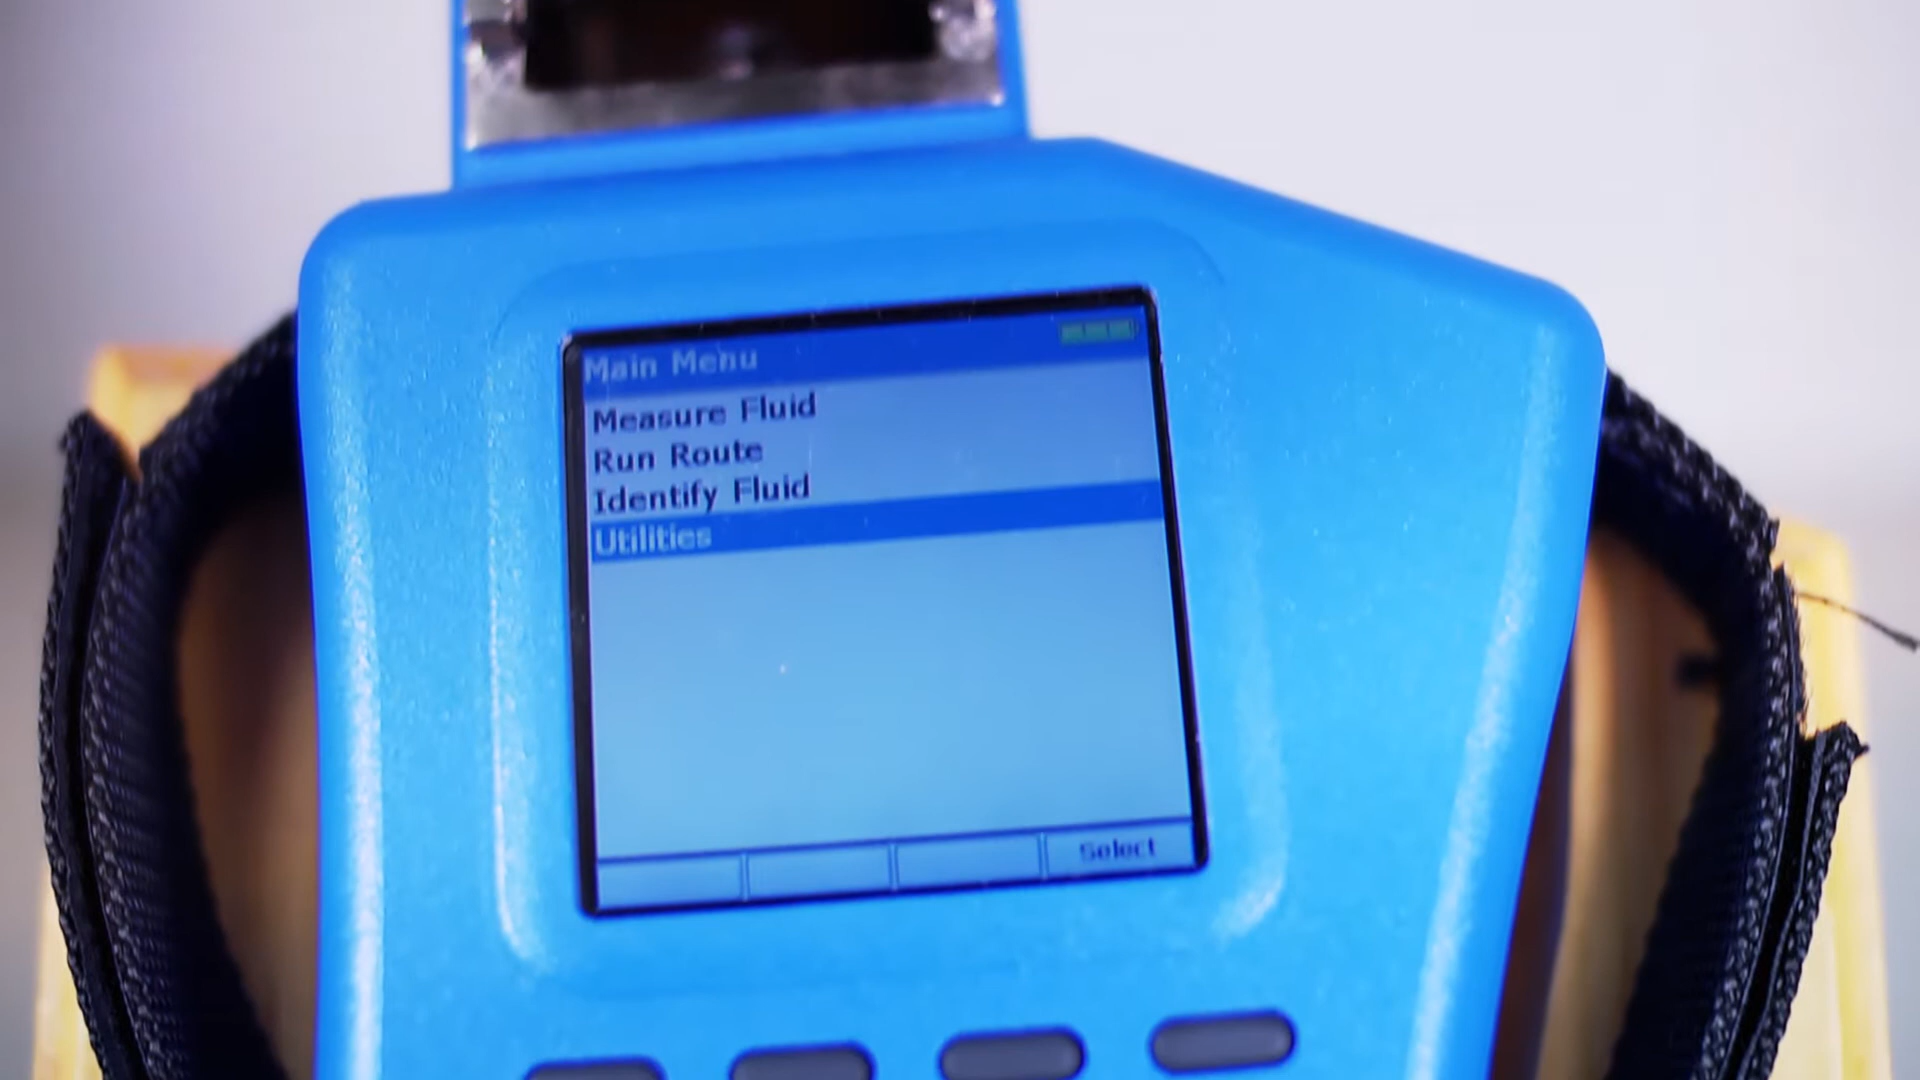 Main Menu
Measure Fluid
Run Route
Identify Fluid
Utilities
Select